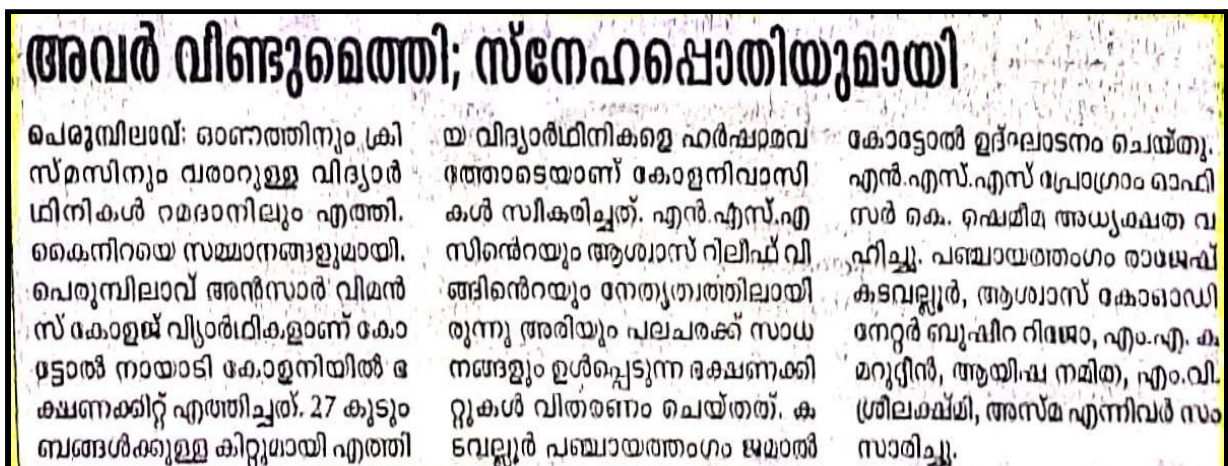 അവർ വീണ്ടുമെത്തി; സ്നേഹപ്പൊതിയുമായി
പെരുമ്പിലാവ്: ഓണത്തിനും ക്രി
സ്മസിനും വരാറുള്ള വിദ്യാർ
ഥിനികൾ റമദാനിലും എത്തി.
കൈനിറയെ സമ്മാനങ്ങളുമായി.
പെരുമ്പിലാവ് അൻസാർ വിമൻ
സ് കോളജ് വിദ്യാർഥികളാണ് കോ
ട്ടോൽ നായാടി കോളനിയിൽ ഭ
ക്ഷണക്കിറ്റ് എത്തിച്ചത്. 27 കുടും
ബങ്ങൾക്കുള്ള കിറ്റുമായി എത്തി
യ വിദ്യാർഥിനികളെ ഹർഷാരവ
ത്തോടെയാണ് കോളനിവാസി
കൾ സ്വീകരിച്ചത്. എൻ.എസ്.എ
സിൻെറയും ആശ്വാസ് റിലീഫ് വി
ങ്ങിൻെറയും നേതൃത്വത്തിലായി
രുന്നു അരിയും പലചരക്ക് സാധ
നങ്ങളും ഉൾപ്പെടുന്ന ഭക്ഷണക്കി
റ്റുകൾ വിതരണം ചെയ്തത്. ക
ടവല്ലൂർ പഞ്ചായത്തംഗം ജമാൽ
കോട്ടോൽ ഉദ്ഘാടനം ചെയ്തു.
എൻ.എസ്.എസ് പ്രോഗ്രാം ഓഫി
സർ കെ. ഷെമീമ അധ്യക്ഷത വ
ഹിച്ചു. പഞ്ചായത്തംഗം രാജേഷ്
കടവല്ലൂർ, ആശ്വാസ് കോഓഡി
നേറ്റർ ബുഷീറ റിജോ, എം.എ. ക
മറുദ്ദീൻ, ആയിഷ നമിത, എം.വി.
ശ്രീലക്ഷ്മി, അസ്മ എന്നിവർ സം
സാരിച്ചു.